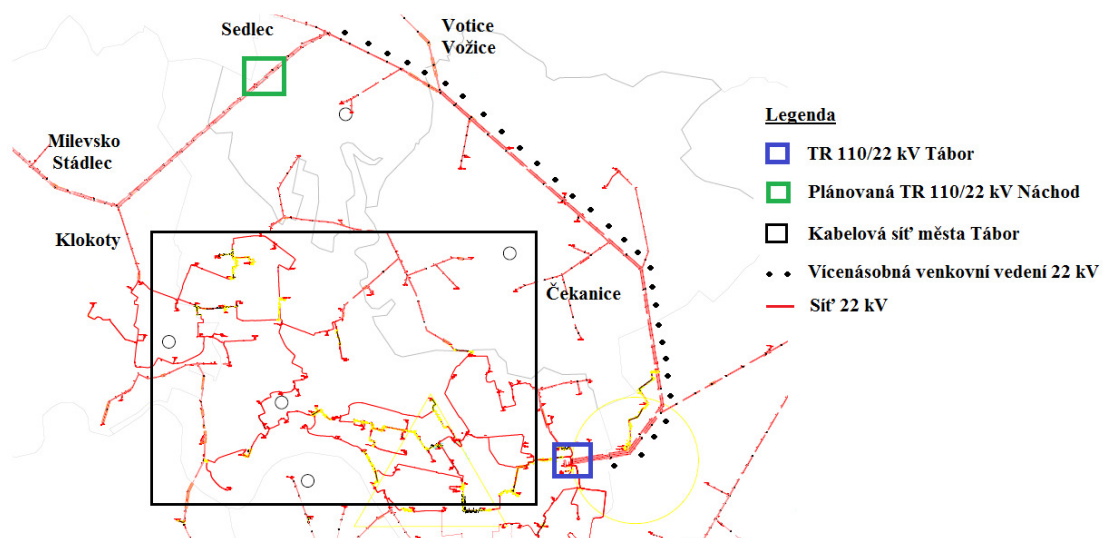 Sedlec
Votice
Vožice
Milevsko
Stádlec
Klokoty
Čekanice
Legenda
TR 110/22 kV Tábor
Plánovaná TR 110/22 kV Náchod
Kabelová síť města Tábor
Vícenásobná venkovní vedení 22 kV
Síť 22 kV